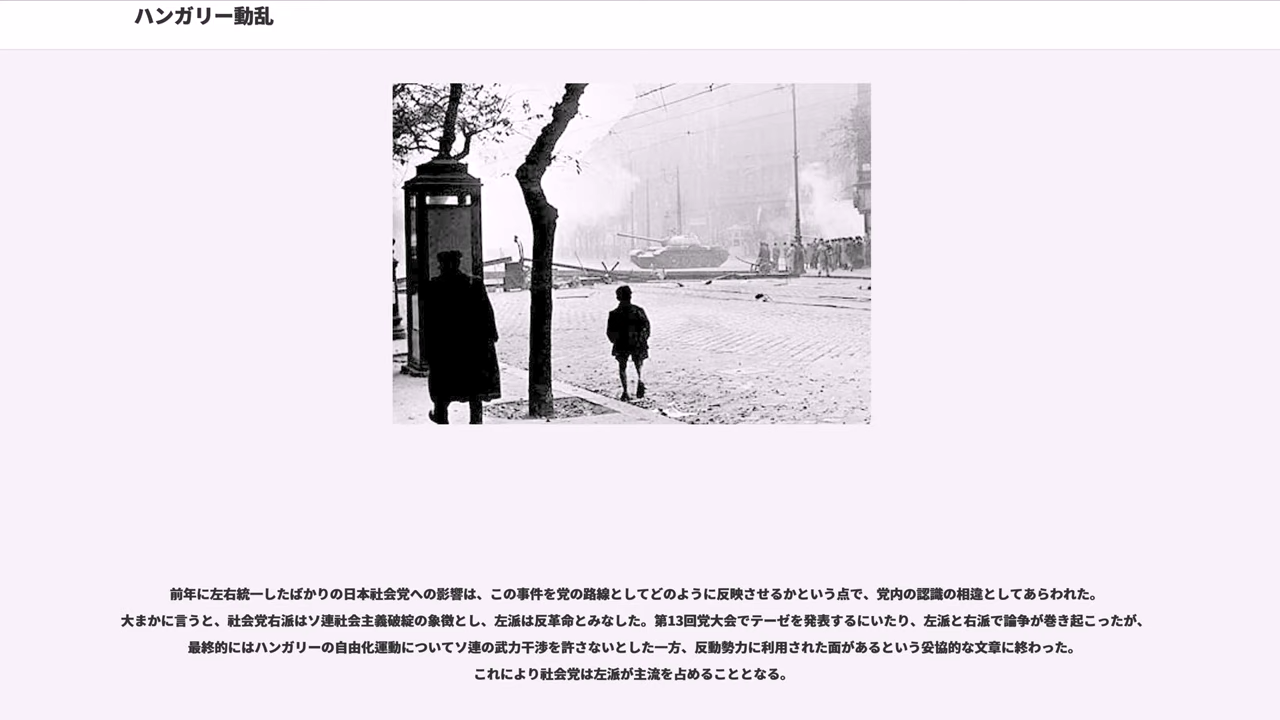 ハンガリー動乱
前年に左右統一したばかりの日本社会党への影響は、この事件を党の路線としてどのように反映させるかという点で、党内の認識の相違としてあらわれた。
大まかに言うと、社会党右派はソ連社会主義破綻の象徴とし、左派は反革命とみなした。第13回党大会でテーゼを発表するにいたり、左派と右派で論争が巻き起こったが、
最終的にはハンガリーの自由化運動についてソ連の武力干渉を許さないとした一方、反動勢力に利用された面があるという妥協的な文章に終わった。
これにより社会党は左派が主流を占めることとなる。